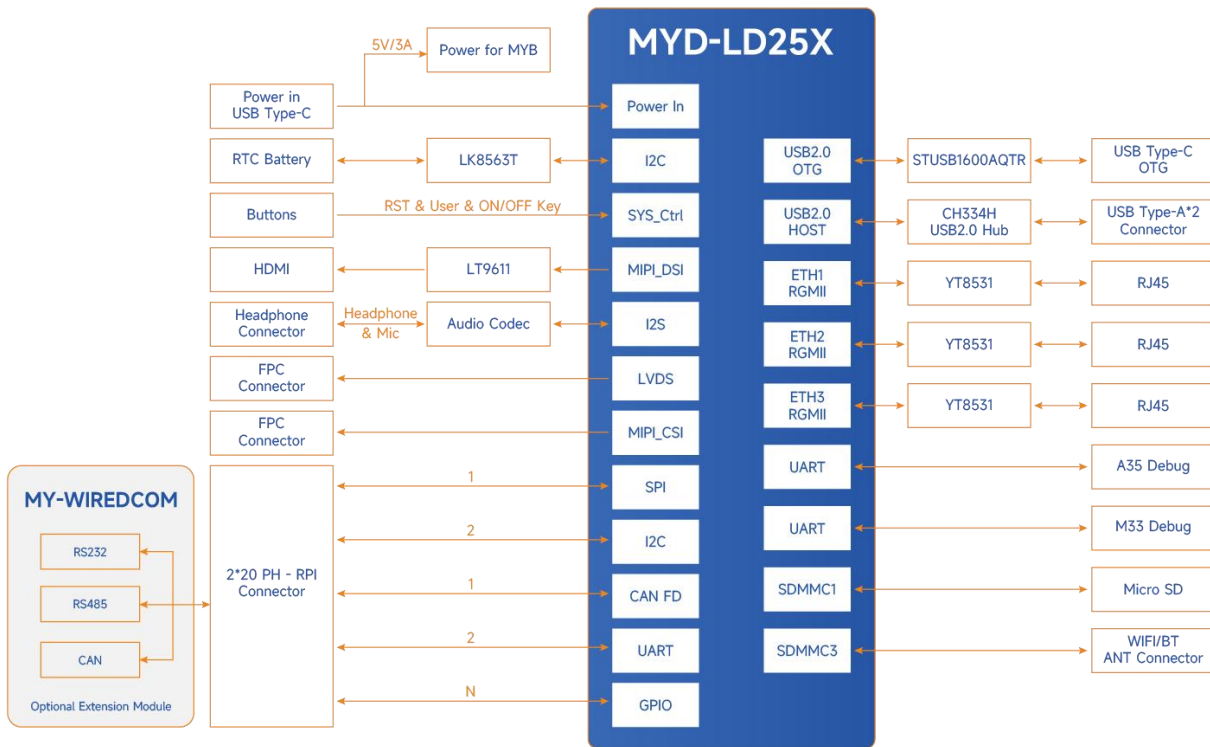 MYD-LD25X
5V/3A
Power for MYB
Power in
USB Type-C
Power In
RTC Battery
LK8563T
I2C
Buttons
RST & User & ON/OFF Key
SYS_Ctrl
HDMI
LT9611
MIPI_DSI
Headphone
Connector
Headphone
& Mic
Audio Codec
I2S
FPC
Connector
LVDS
FPC
Connector
MIPI_CSI
MY-WIREDCOM
RS232
RS485
CAN
Optional Extension Module
2*20 PH - RPI
Connector
1
SPI
2
I2C
1
CAN FD
2
UART
N
GPIO
USB2.0
OTG
STUSB1600AQTR
USB Type-C
OTG
USB2.0
HOST
CH334H
USB2.0 Hub
USB Type-A*2
Connector
ETH1
RGMII
YT8531
RJ45
ETH2
RGMII
YT8531
RJ45
ETH3
RGMII
YT8531
RJ45
UART
A35 Debug
UART
M33 Debug
SDMMC1
Micro SD
SDMMC3
WIFI/BT
ANT Connector